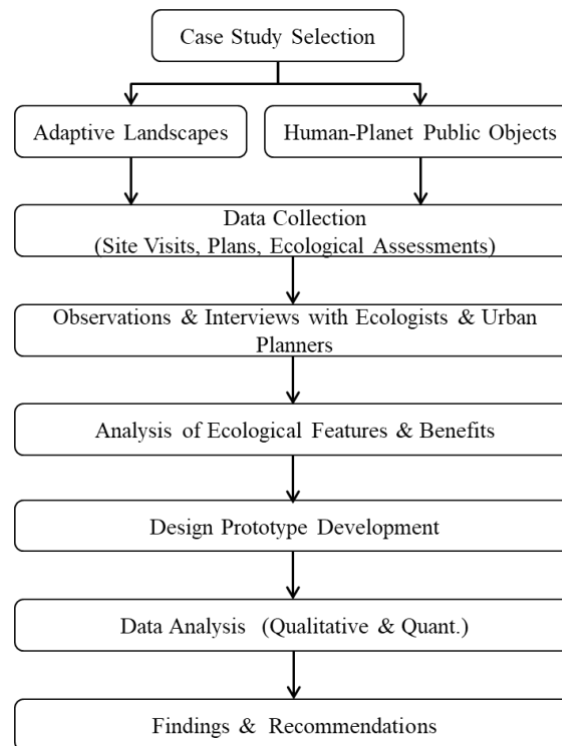 Case Study Selection
Adaptive Landscapes
Human-Planet Public Objects
Data Collection
(Site Visits, Plans, Ecological Assessments)
Observations & Interviews with Ecologists & Urban
Planners
Analysis of Ecological Features & Benefits
Design Prototype Development
Data Analysis (Qualitative & Quant.)
Findings & Recommendations